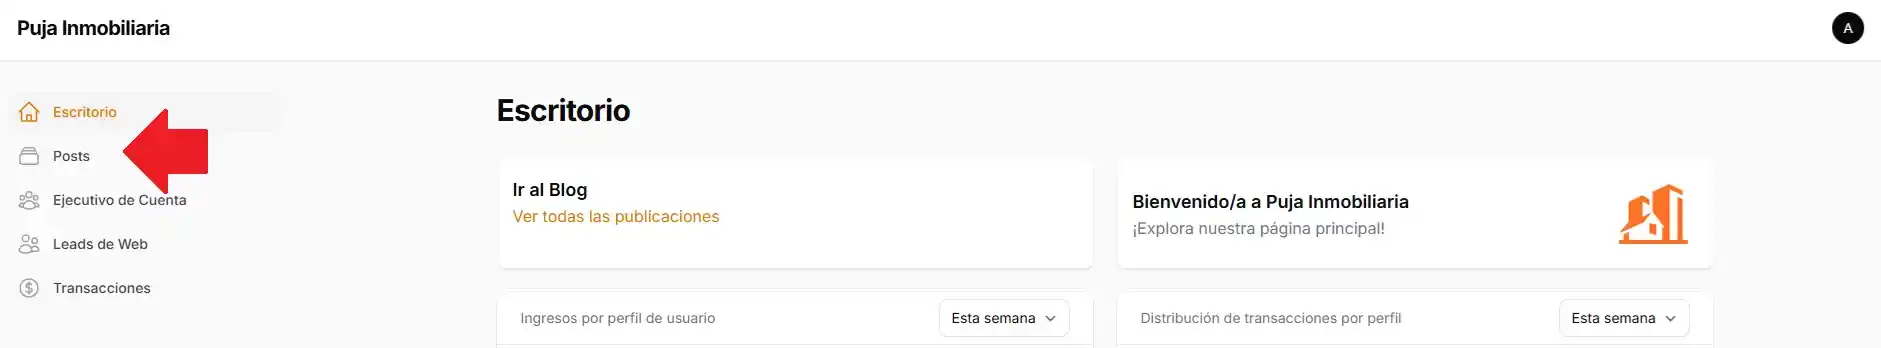 Puja Inmobiliaria
A
Escritorio
Posts
Ejecutivo de Cuenta
Leads de Web
Transacciones
Escritorio
Ir al Blog
Ver todas las publicaciones
Bienvenido/a a Puja Inmobiliaria
¡Explora nuestra página principal!
Ingresos por perfil de usuario
Esta semana
Distribución de transacciones por perfil
Esta semana